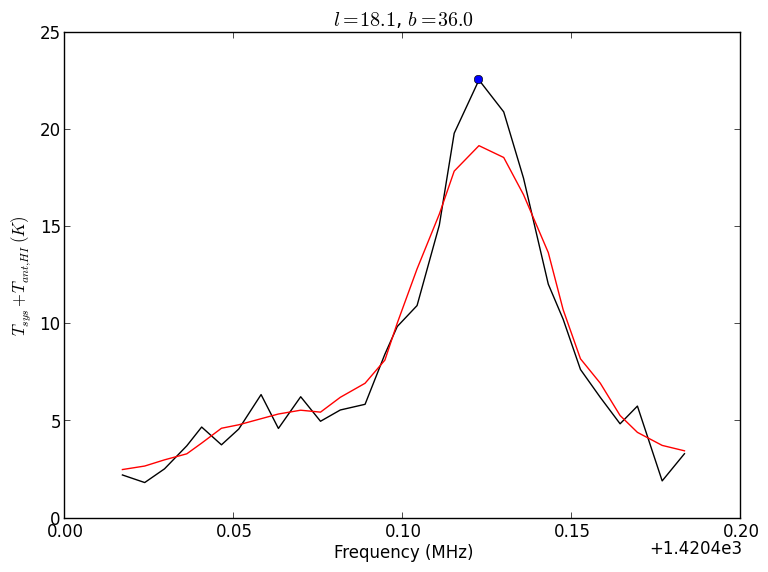 l = 18.1, b = 36.0
25
20
15
10
5
0
T_sys + T_ant,HI (K)
0.00 0.05 0.10 0.15 0.20
+1.4204e3
Frequency (MHz)